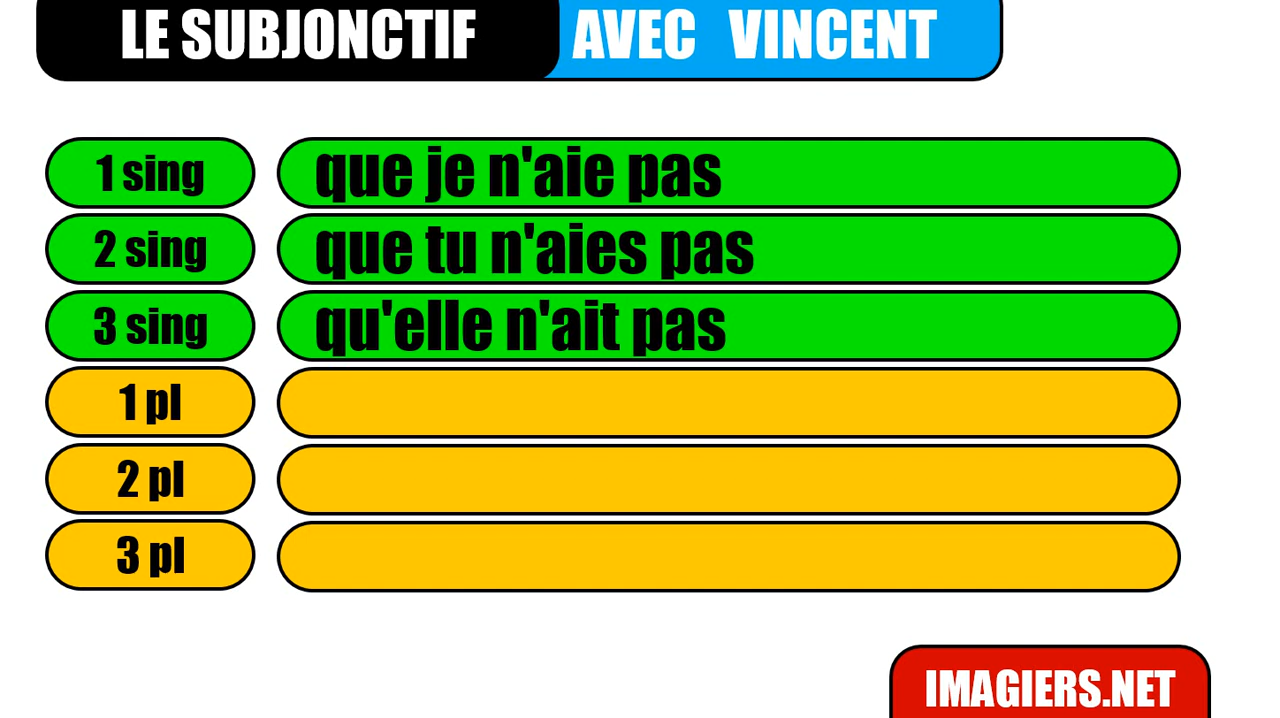 LE SUBJONCTIF AVEC VINCENT
1 sing que je n'aie pas
2 sing que tu n'aies pas
3 sing qu'elle n'ait pas
1 pl
2 pl
3 pl
IMAGIERS.NET